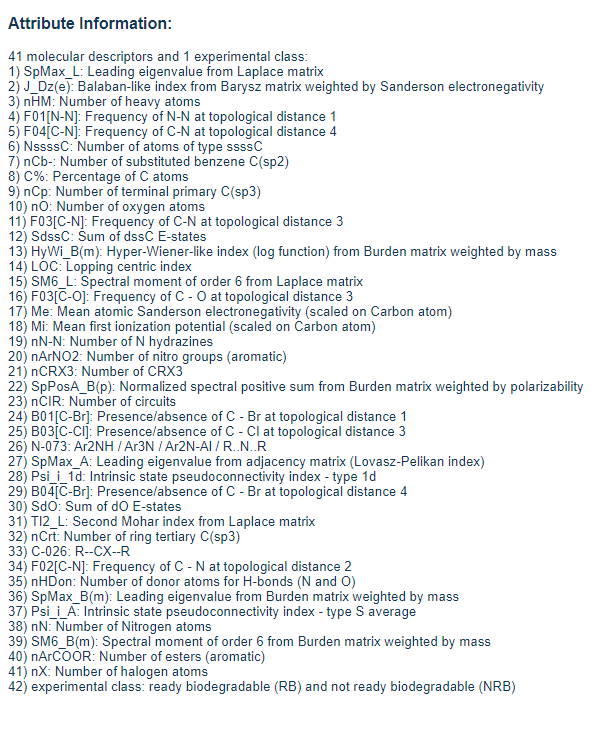 Attribute Information:
41 molecular descriptors and 1 experimental class:
1) SpMax_L: Leading eigenvalue from Laplace matrix
2) J_Dz(e): Balaban-like index from Barysz matrix weighted by Sanderson electronegativity
3) nHM: Number of heavy atoms
4) F01[N-N]: Frequency of N-N at topological distance 1
5) F04[C-N]: Frequency of C-N at topological distance 4
6) NssssC: Number of atoms of type ssssC
7) nCb-: Number of substituted benzene C(sp2)
8) C%: Percentage of C atoms
9) nCp: Number of terminal primary C(sp3)
10) nO: Number of oxygen atoms
11) F03[C-N]: Frequency of C-N at topological distance 3
12) SdssC: Sum of dssC E-states
13) HyWi_B(m): Hyper-Wiener-like index (log function) from Burden matrix weighted by mass
14) LOC: Lopping centric index
15) SM6_L: Spectral moment of order 6 from Laplace matrix
16) F03[C-O]: Frequency of C - O at topological distance 3
17) Me: Mean atomic Sanderson electronegativity (scaled on Carbon atom)
18) Mi: Mean first ionization potential (scaled on Carbon atom)
19) nN-N: Number of N hydrazines
20) nArNO2: Number of nitro groups (aromatic)
21) nCRX3: Number of CRX3
22) SpPosA_B(p): Normalized spectral positive sum from Burden matrix weighted by polarizability
23) nCIR: Number of circuits
24) B01[C-Br]: Presence/absence of C - Br at topological distance 1
25) B03[C-Cl]: Presence/absence of C - Cl at topological distance 3
26) N-073: Ar2NH / Ar3N / Ar2N-Al / R..N..R
27) SpMax_A: Leading eigenvalue from adjacency matrix (Lovasz-Pelikan index)
28) Psi_i_1d: Intrinsic state pseudoconnectivity index - type 1d
29) B04[C-Br]: Presence/absence of C - Br at topological distance 4
30) SdO: Sum of dO E-states
31) TI2_L: Second Mohar index from Laplace matrix
32) nCrt: Number of ring tertiary C(sp3)
33) C-026: R--CX--R
34) F02[C-N]: Frequency of C - N at topological distance 2
35) nHDon: Number of donor atoms for H-bonds (N and O)
36) SpMax_B(m): Leading eigenvalue from Burden matrix weighted by mass
37) Psi_i_A: Intrinsic state pseudoconnectivity index - type S average
38) nN: Number of Nitrogen atoms
39) SM6_B(m): Spectral moment of order 6 from Burden matrix weighted by mass
40) nArCOOR: Number of esters (aromatic)
41) nX: Number of halogen atoms
42) experimental class: ready biodegradable (RB) and not ready biodegradable (NRB)